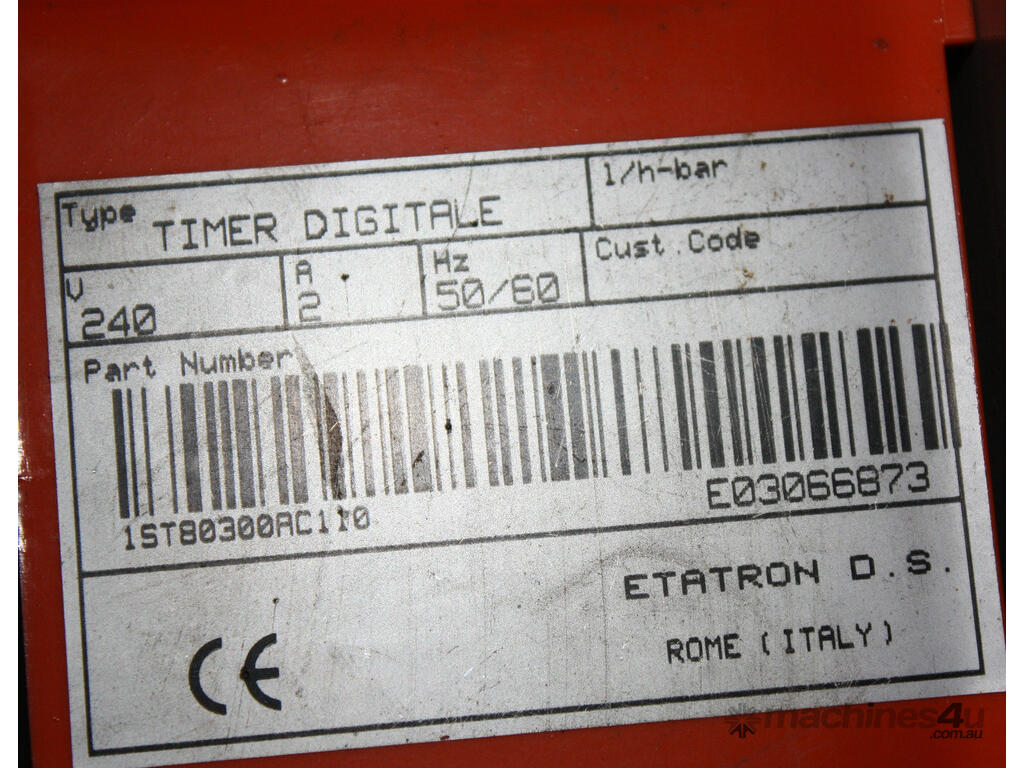 Type TIMER DIGITALE
l/h-bar
V 240
A 2
Hz 50/60
Cust.Code
Part Number
1ST80300AC110
E03066873
ETATRON D.S.
ROME (ITALY)
CE
machines4u
.com.au